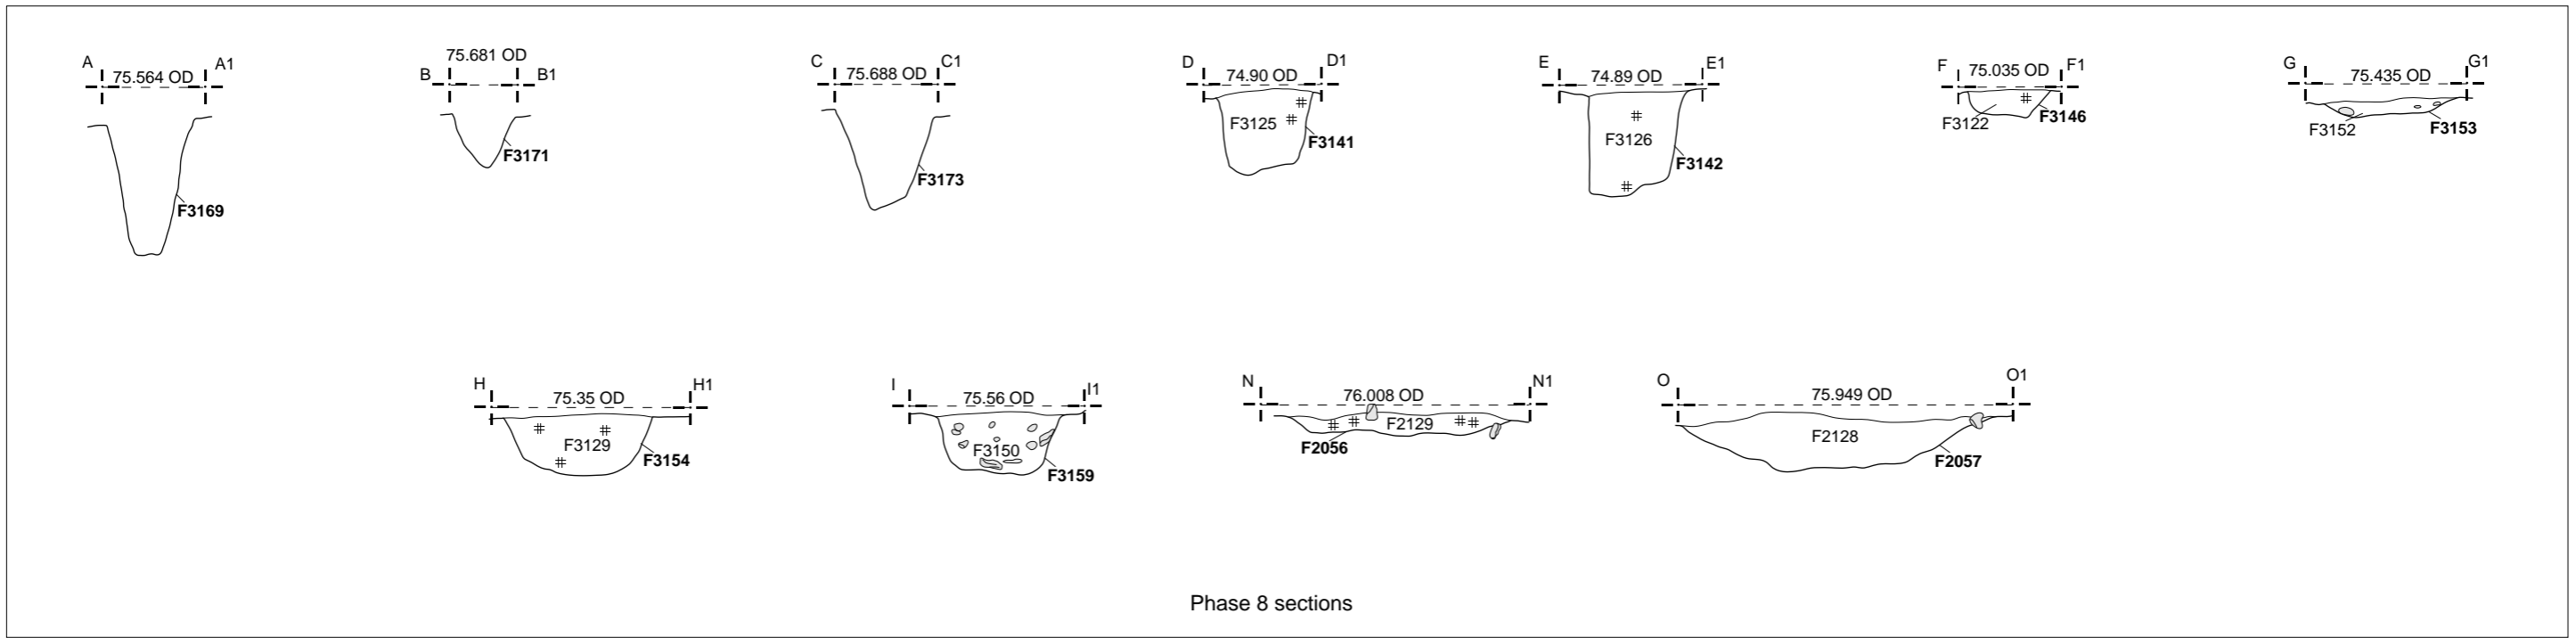 A 75.564 OD A1
F3169
B 75.681 OD B1
F3171
C 75.688 OD C1
F3173
D 74.90 OD D1
F3125
F3141
E 74.89 OD E1
F3126
F3142
F 75.035 OD F1
F3122
F3146
G 75.435 OD G1
F3152
F3153
H 75.35 OD H1
F3129
F3154
I 75.56 OD I1
F3150
F3159
N 76.008 OD N1
F2129
F2056
O 75.949 OD O1
F2128
F2057
Phase 8 sections